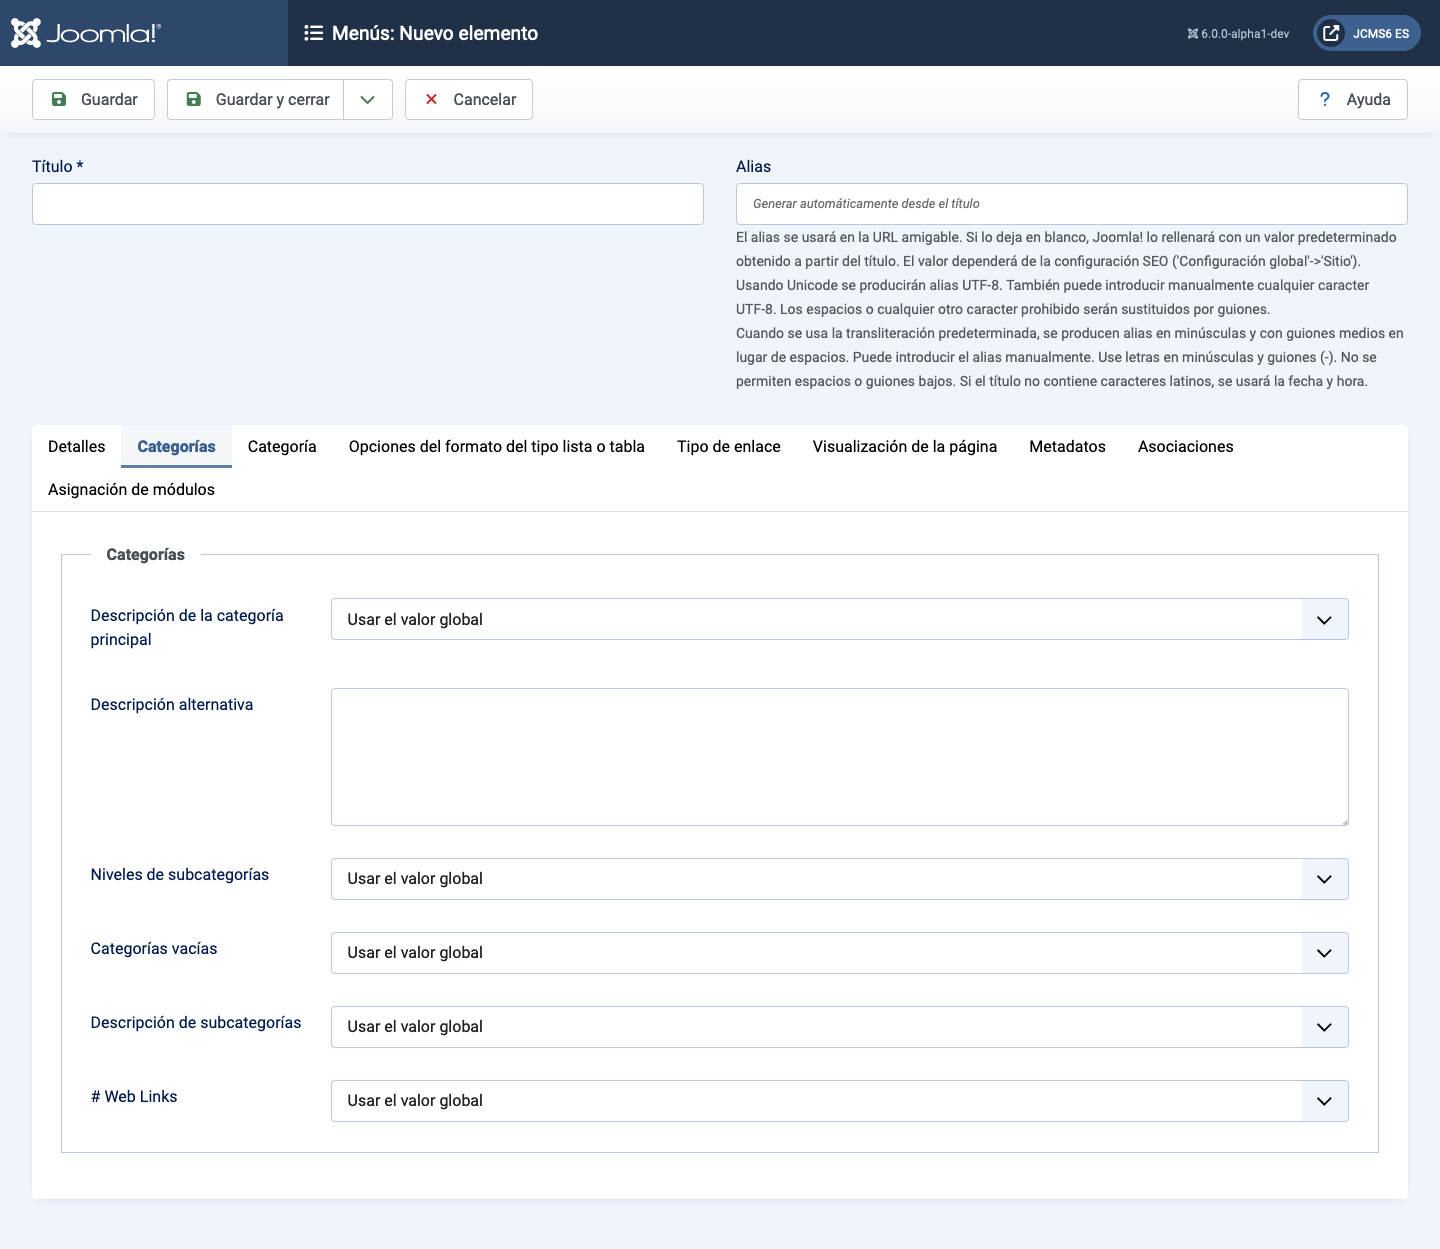 Joomla!®
Menús: Nuevo elemento
6.0.0-alpha1-dev
JCMS6 ES
Guardar
Guardar y cerrar
Cancelar
? Ayuda
Título *
Alias
Generar automáticamente desde el título
El alias se usará en la URL amigable. Si lo deja en blanco, Joomla! lo rellenará con un valor predeterminado
obtenido a partir del título. El valor dependerá de la configuración SEO ('Configuración global'->'Sitio').
Usando Unicode se producirán alias UTF-8. También puede introducir manualmente cualquier caracter
UTF-8. Los espacios o cualquier otro caracter prohibido serán sustituidos por guiones.
Cuando se usa la transliteración predeterminada, se producen alias en minúsculas y con guiones medios en
lugar de espacios. Puede introducir el alias manualmente. Use letras en minúsculas y guiones (-). No se
permiten espacios o guiones bajos. Si el título no contiene caracteres latinos, se usará la fecha y hora.
Detalles
Categorías
Categoría
Opciones del formato del tipo lista o tabla
Tipo de enlace
Visualización de la página
Metadatos
Asociaciones
Asignación de módulos
Categorías
Descripción de la categoría
principal
Usar el valor global
Descripción alternativa
Niveles de subcategorías
Usar el valor global
Categorías vacías
Usar el valor global
Descripción de subcategorías
Usar el valor global
# Web Links
Usar el valor global